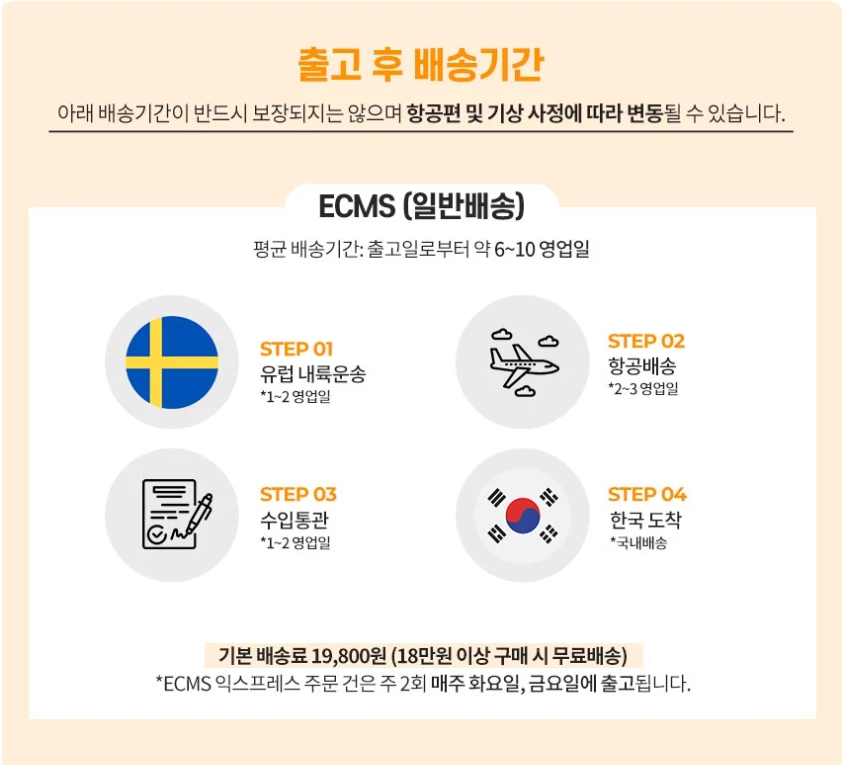 출고 후 배송기간
아래 배송기간이 반드시 보장되지는 않으며 항공편 및 기상 사정에 따라 변동될 수 있습니다.
ECMS (일반배송)
평균 배송기간: 출고일로부터 약 6~10 영업일
STEP 01
유럽 내륙운송
*1~2 영업일
STEP 02
항공배송
*2~3 영업일
STEP 03
수입통관
*1~2 영업일
STEP 04
한국 도착
*국내배송
기본 배송료 19,800원 (18만원 이상 구매 시 무료배송)
*ECMS 익스프레스 주문 건은 주 2회 매주 화요일, 금요일에 출고됩니다.